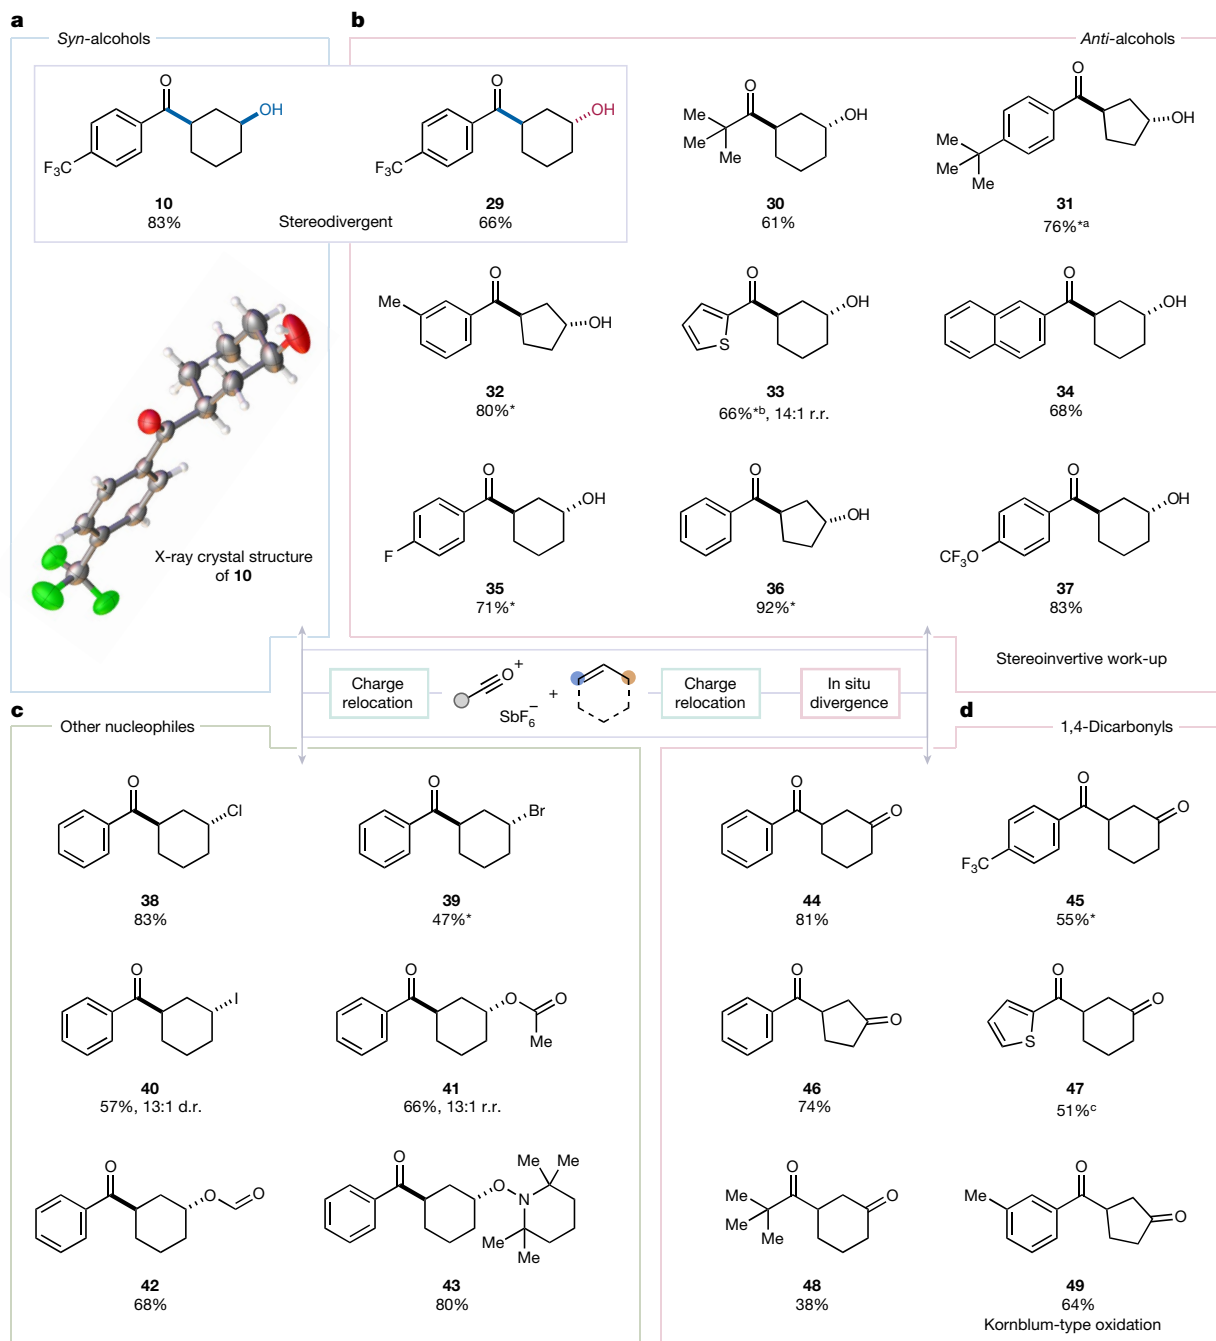 a
Syn-alcohols
b
Anti-alcohols
O
OH
F3C
10
83%
O
OH
F3C
29
66%
Stereodivergent
O
Me
Me
Me
OH
30
61%
O
OH
Me
Me
Me
31
76%*a
X-ray crystal structure
of 10
O
Me
OH
32
80%*
O
S
OH
33
66%*b, 14:1 r.r.
O
OH
34
68%
O
F
OH
35
71%*
O
OH
36
92%*
O
CF3O
OH
37
83%
Stereoinvertive work-up
Charge
relocation
O+
SbF6−
+
Charge
relocation
In situ
divergence
c
Other nucleophiles
O
Cl
38
83%
O
Br
39
47%*
O
I
40
57%, 13:1 d.r.
O
O
O
Me
41
66%, 13:1 r.r.
O
O
O
42
68%
O
O
N
Me
Me
Me
Me
43
80%
d
1,4-Dicarbonyls
O
O
44
81%
O
O
F3C
45
55%*
O
O
46
74%
O
O
S
47
51%c
O
O
Me
Me
Me
48
38%
O
O
Me
49
64%
Kornblum-type oxidation